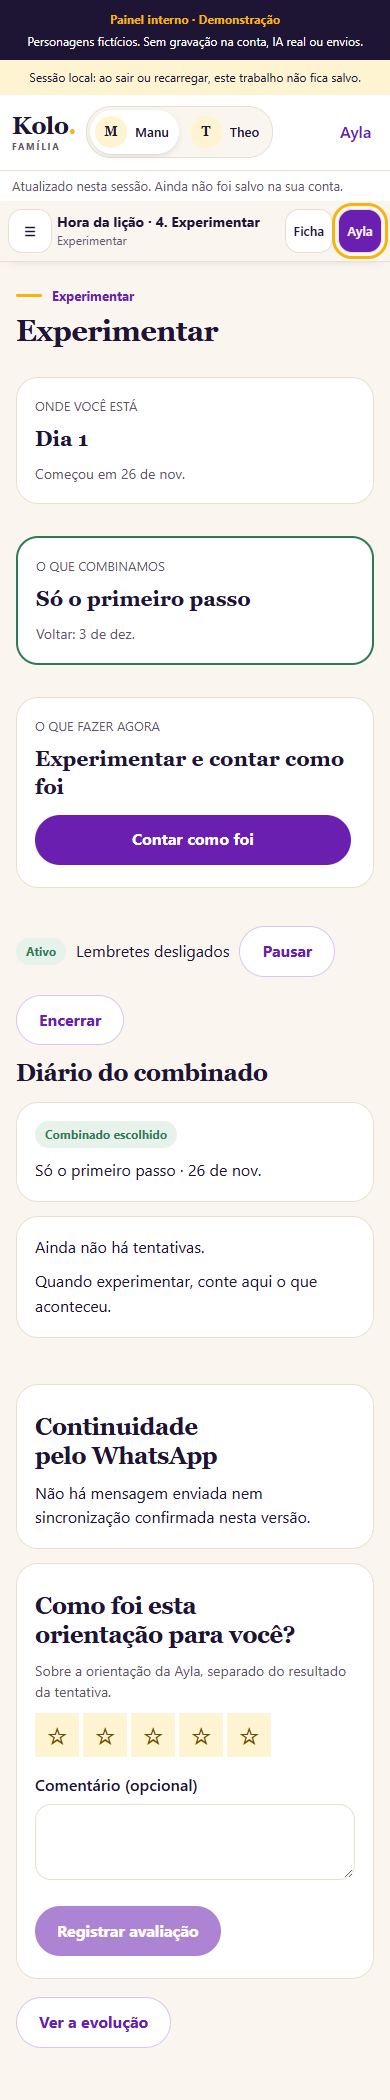 Painel interno · Demonstração
Personagens fictícios. Sem gravação na conta, IA real ou envios.
Sessão local: ao sair ou recarregar, este trabalho não fica salvo.
Kolo.
FAMÍLIA
M Manu
T Theo
Ayla
Atualizado nesta sessão. Ainda não foi salvo na sua conta.
☰
Hora da lição · 4. Experimentar
Experimentar
Ficha
Ayla
Experimentar
Experimentar
ONDE VOCÊ ESTÁ
Dia 1
Começou em 26 de nov.
O QUE COMBINAMOS
Só o primeiro passo
Voltar: 3 de dez.
O QUE FAZER AGORA
Experimentar e contar como
foi
Contar como foi
Ativo
Lembretes desligados
Pausar
Encerrar
Diário do combinado
Combinado escolhido
Só o primeiro passo · 26 de nov.
Ainda não há tentativas.
Quando experimentar, conte aqui o que
aconteceu.
Continuidade
pelo WhatsApp
Não há mensagem enviada nem
sincronização confirmada nesta versão.
Como foi esta
orientação para você?
Sobre a orientação da Ayla, separado do resultado
da tentativa.
☆ ☆ ☆ ☆ ☆
Comentário (opcional)
Registrar avaliação
Ver a evolução